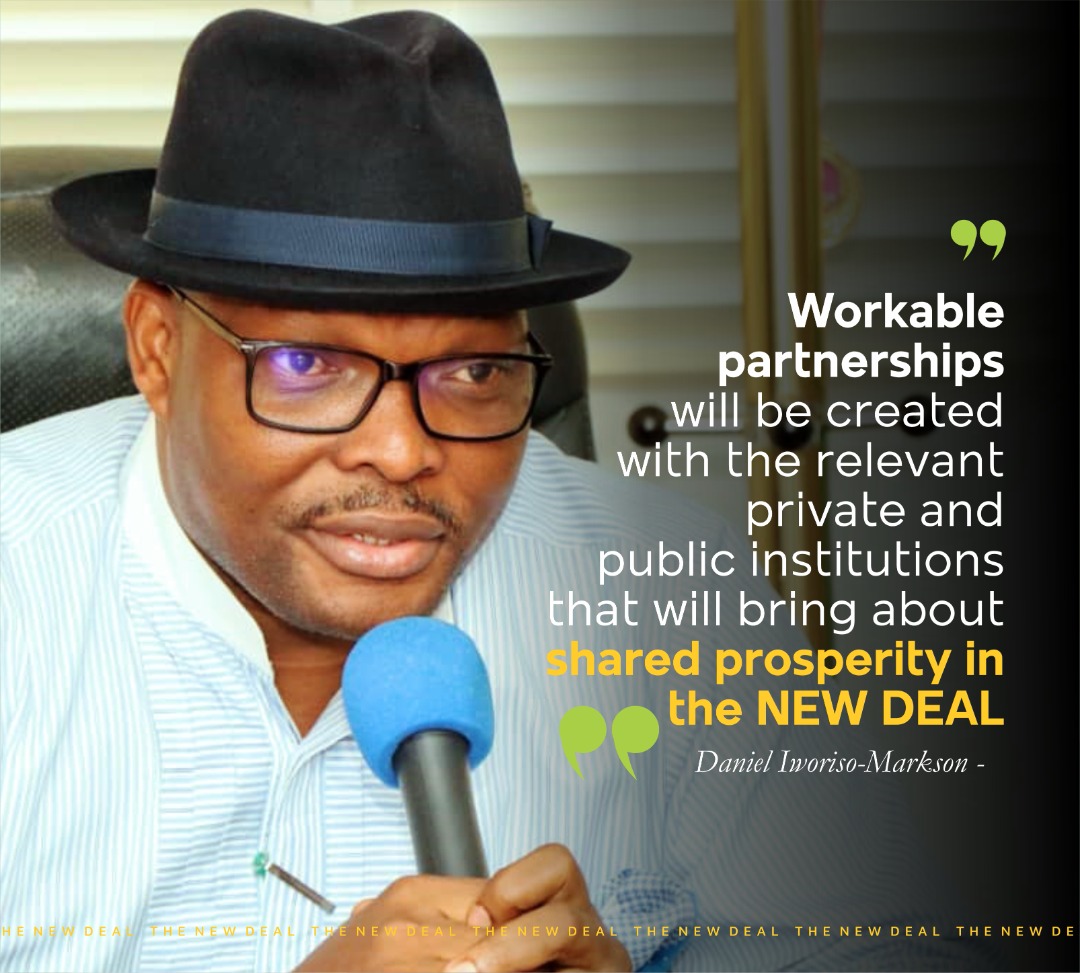 Workable
partnerships
will be created
with the relevant
private and
public institutions
that will bring about
shared prosperity in
the NEW DEAL
Daniel Iworiso-Markson -
HE NEW DEAL THE NEW DEAL THE NEW DEAL THE NEW DEAL THE NEW DEAL THE NEW DEAL THE NEW DE